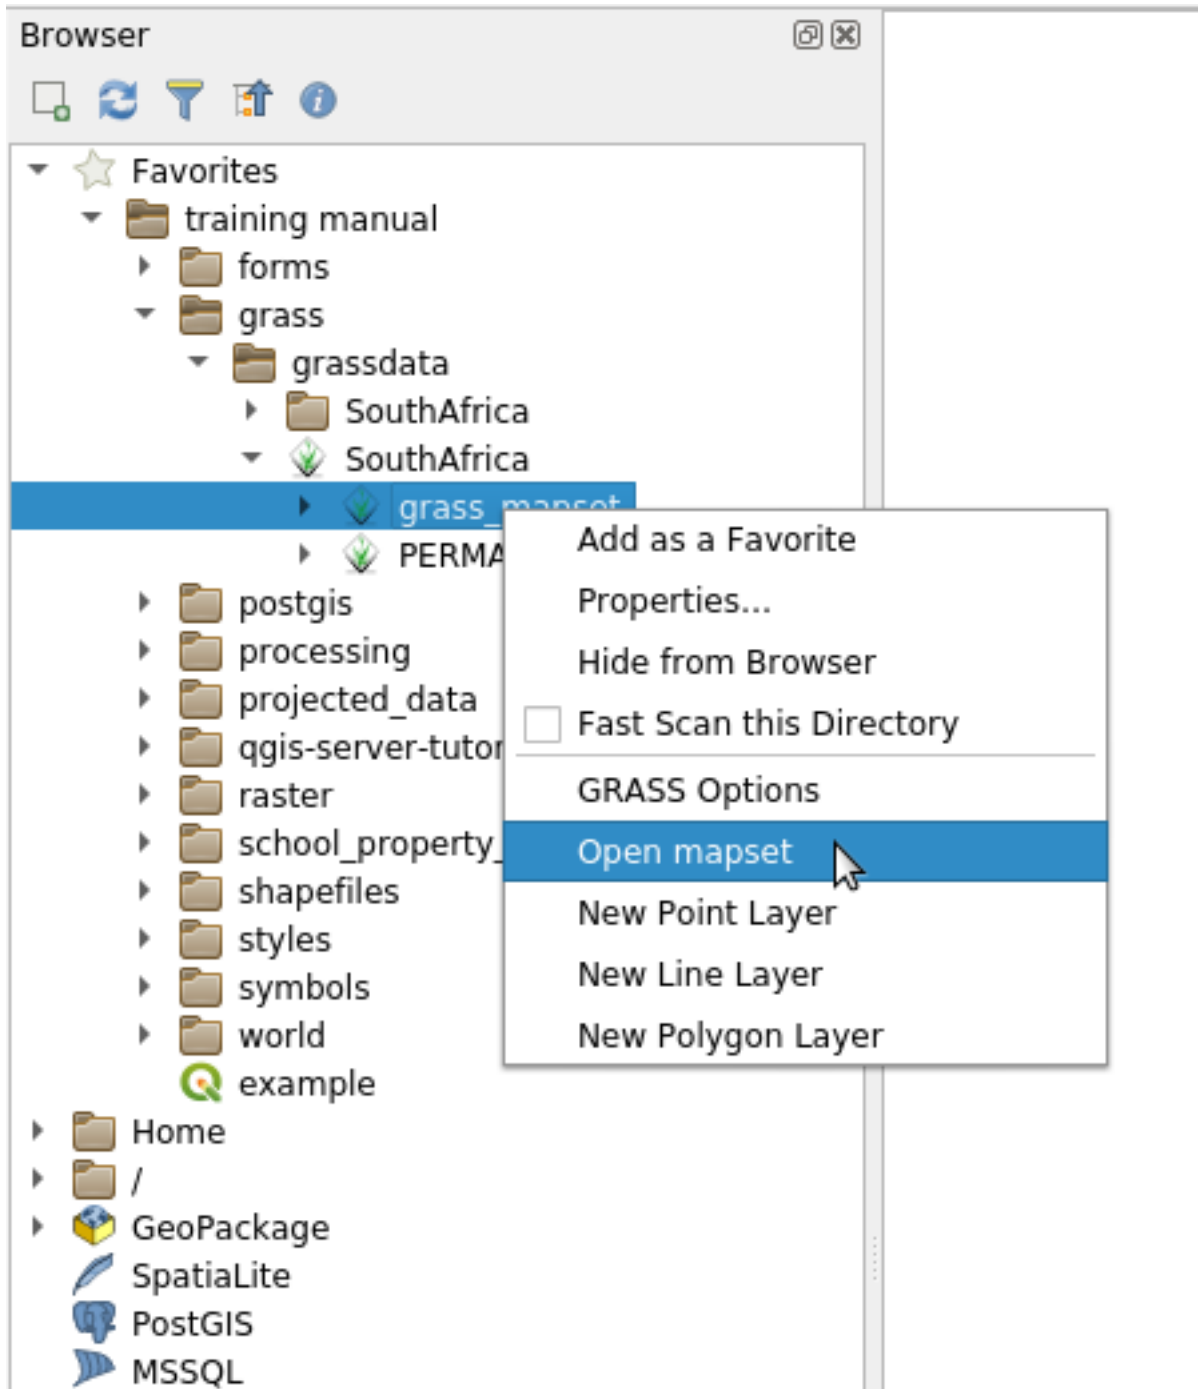 Browser
Favorites
training manual
forms
grass
grassdata
SouthAfrica
SouthAfrica
grass_mapset
PERMA
postgis
processing
projected_data
qgis-server-tutor
raster
school_property_
shapefiles
styles
symbols
world
example
Home
/
GeoPackage
SpatiaLite
PostGIS
MSSQL
Add as a Favorite
Properties...
Hide from Browser
Fast Scan this Directory
GRASS Options
Open mapset
New Point Layer
New Line Layer
New Polygon Layer